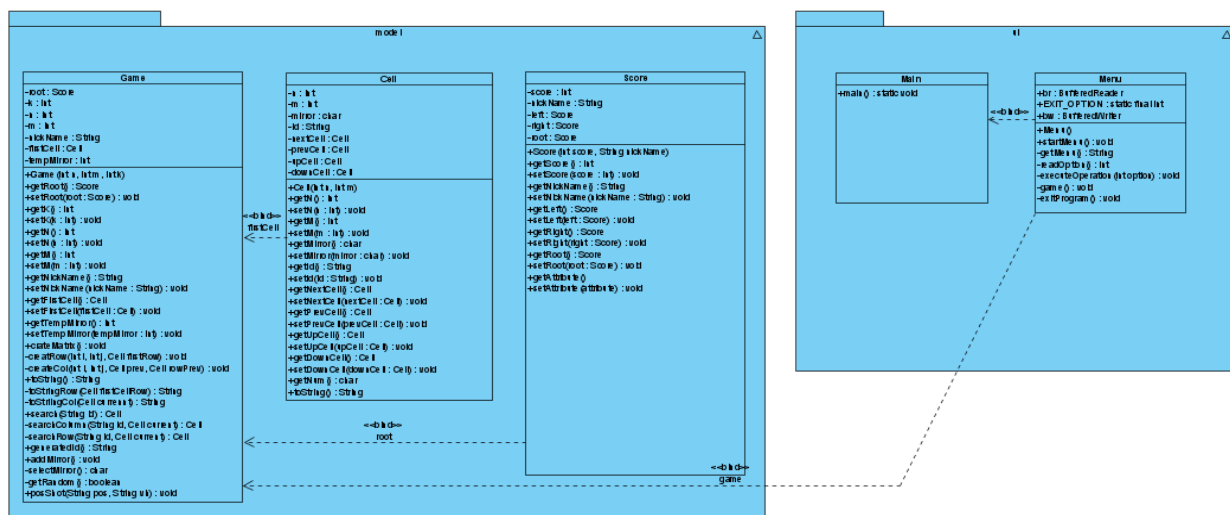 model
Game
-root : Score
-k : int
-n : int
-m : int
-nickName : String
-firstCell : Cell
-tempMirror : int
+Game (int n, int m, int k)
+getRoot() : Score
+setRoot(root : Score) : void
+getK() : int
+setK(k : int) : void
+getN() : int
+setN(n : int) : void
+getM() : int
+setM(m : int) : void
+getNickName() : String
+setNickName(nickName : String) : void
+getFirstCell() : Cell
+setFirstCell(firstCell : Cell) : void
+getTempMirror() : int
+setTempMirror(tempMirror : int) : void
+crateMatrix() : void
-creatRow(int i, int j, Cell firstRow) : void
-createCol(int i, int j, Cell prev, Cell rowPrev) : void
+toString() : String
-toStringRow(Cell firstCellRow) : String
-toStringCol(Cell current) : String
+search(String id) : Cell
-searchColumn(String id, Cell current) : Cell
-searchRow(String id, Cell current) : Cell
+generatedId() : String
+addMirror() : void
-selectMirror() : char
-getRandom() : boolean
+posShot(String pos, String uli) : void
<<bind>>
firstCell
Cell
-n : int
-m : int
-mirror : char
-id : String
-nextCell : Cell
-prevCell : Cell
-upCell : Cell
-downCell : Cell
+Cell(int n, int m)
+getN() : int
+setN(n : int) : void
+getM() : int
+setM(m : int) : void
+getMirror() : char
+setMirror(mirror : char) : void
+getId() : String
+setId(id : String) : void
+getNextCell() : Cell
+setNextCell(nextCell : Cell) : void
+getPrevCell() : Cell
+setPrevCell(prevCell : Cell) : void
+getUpCell() : Cell
+setUpCell(upCell : Cell) : void
+getDownCell() : Cell
+setDownCell(downCell : Cell) : void
+getNum() : char
+toString() : String
<<bind>>
root
Score
-score : int
-nickName : String
-left : Score
-right : Score
-root : Score
+Score(int score, String nickName)
+getScore() : int
+setScore(score : int) : void
+getNickName() : String
+setNickName(nickName : String) : void
+getLeft() : Score
+setLeft(left : Score) : void
+getRight() : Score
+setRight(right : Score) : void
+getRoot() : Score
+setRoot(root : Score) : void
+getAttribute()
+setAttribute(attribute) : void
<<bind>>
game
ui
Main
+main() : static void
<<bind>>
Menu
+br : BufferedReader
+EXIT_OPTION : static final int
+bw : BufferedWriter
+Menu()
+startMenu() : void
-getMenu() : String
-readOption() : int
-executeOperation(int option) : void
-game() : void
-exitProgram() : void